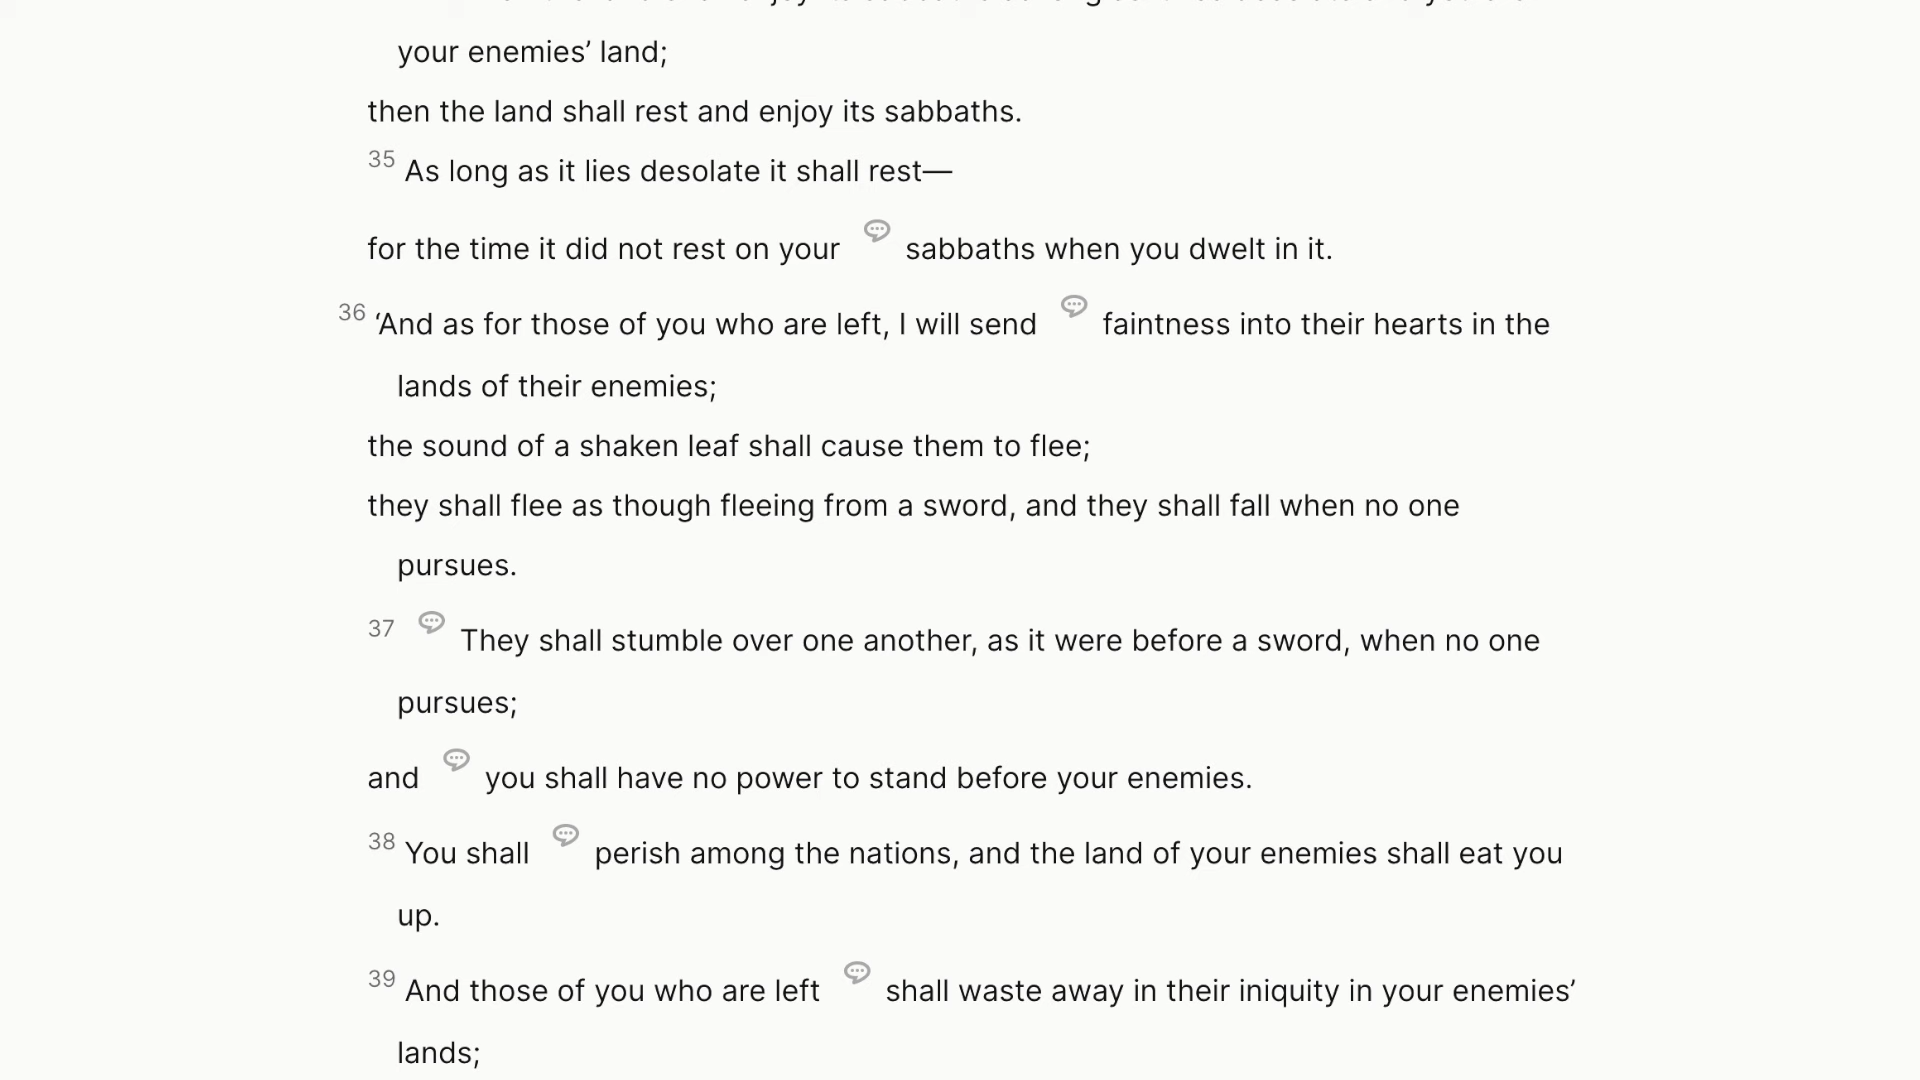 your enemies’ land;
then the land shall rest and enjoy its sabbaths.
35 As long as it lies desolate it shall rest—
for the time it did not rest on your sabbaths when you dwelt in it.
36 ‘And as for those of you who are left, I will send faintness into their hearts in the
lands of their enemies;
the sound of a shaken leaf shall cause them to flee;
they shall flee as though fleeing from a sword, and they shall fall when no one
pursues.
37 They shall stumble over one another, as it were before a sword, when no one
pursues;
and you shall have no power to stand before your enemies.
38 You shall perish among the nations, and the land of your enemies shall eat you
up.
39 And those of you who are left shall waste away in their iniquity in your enemies’
lands;